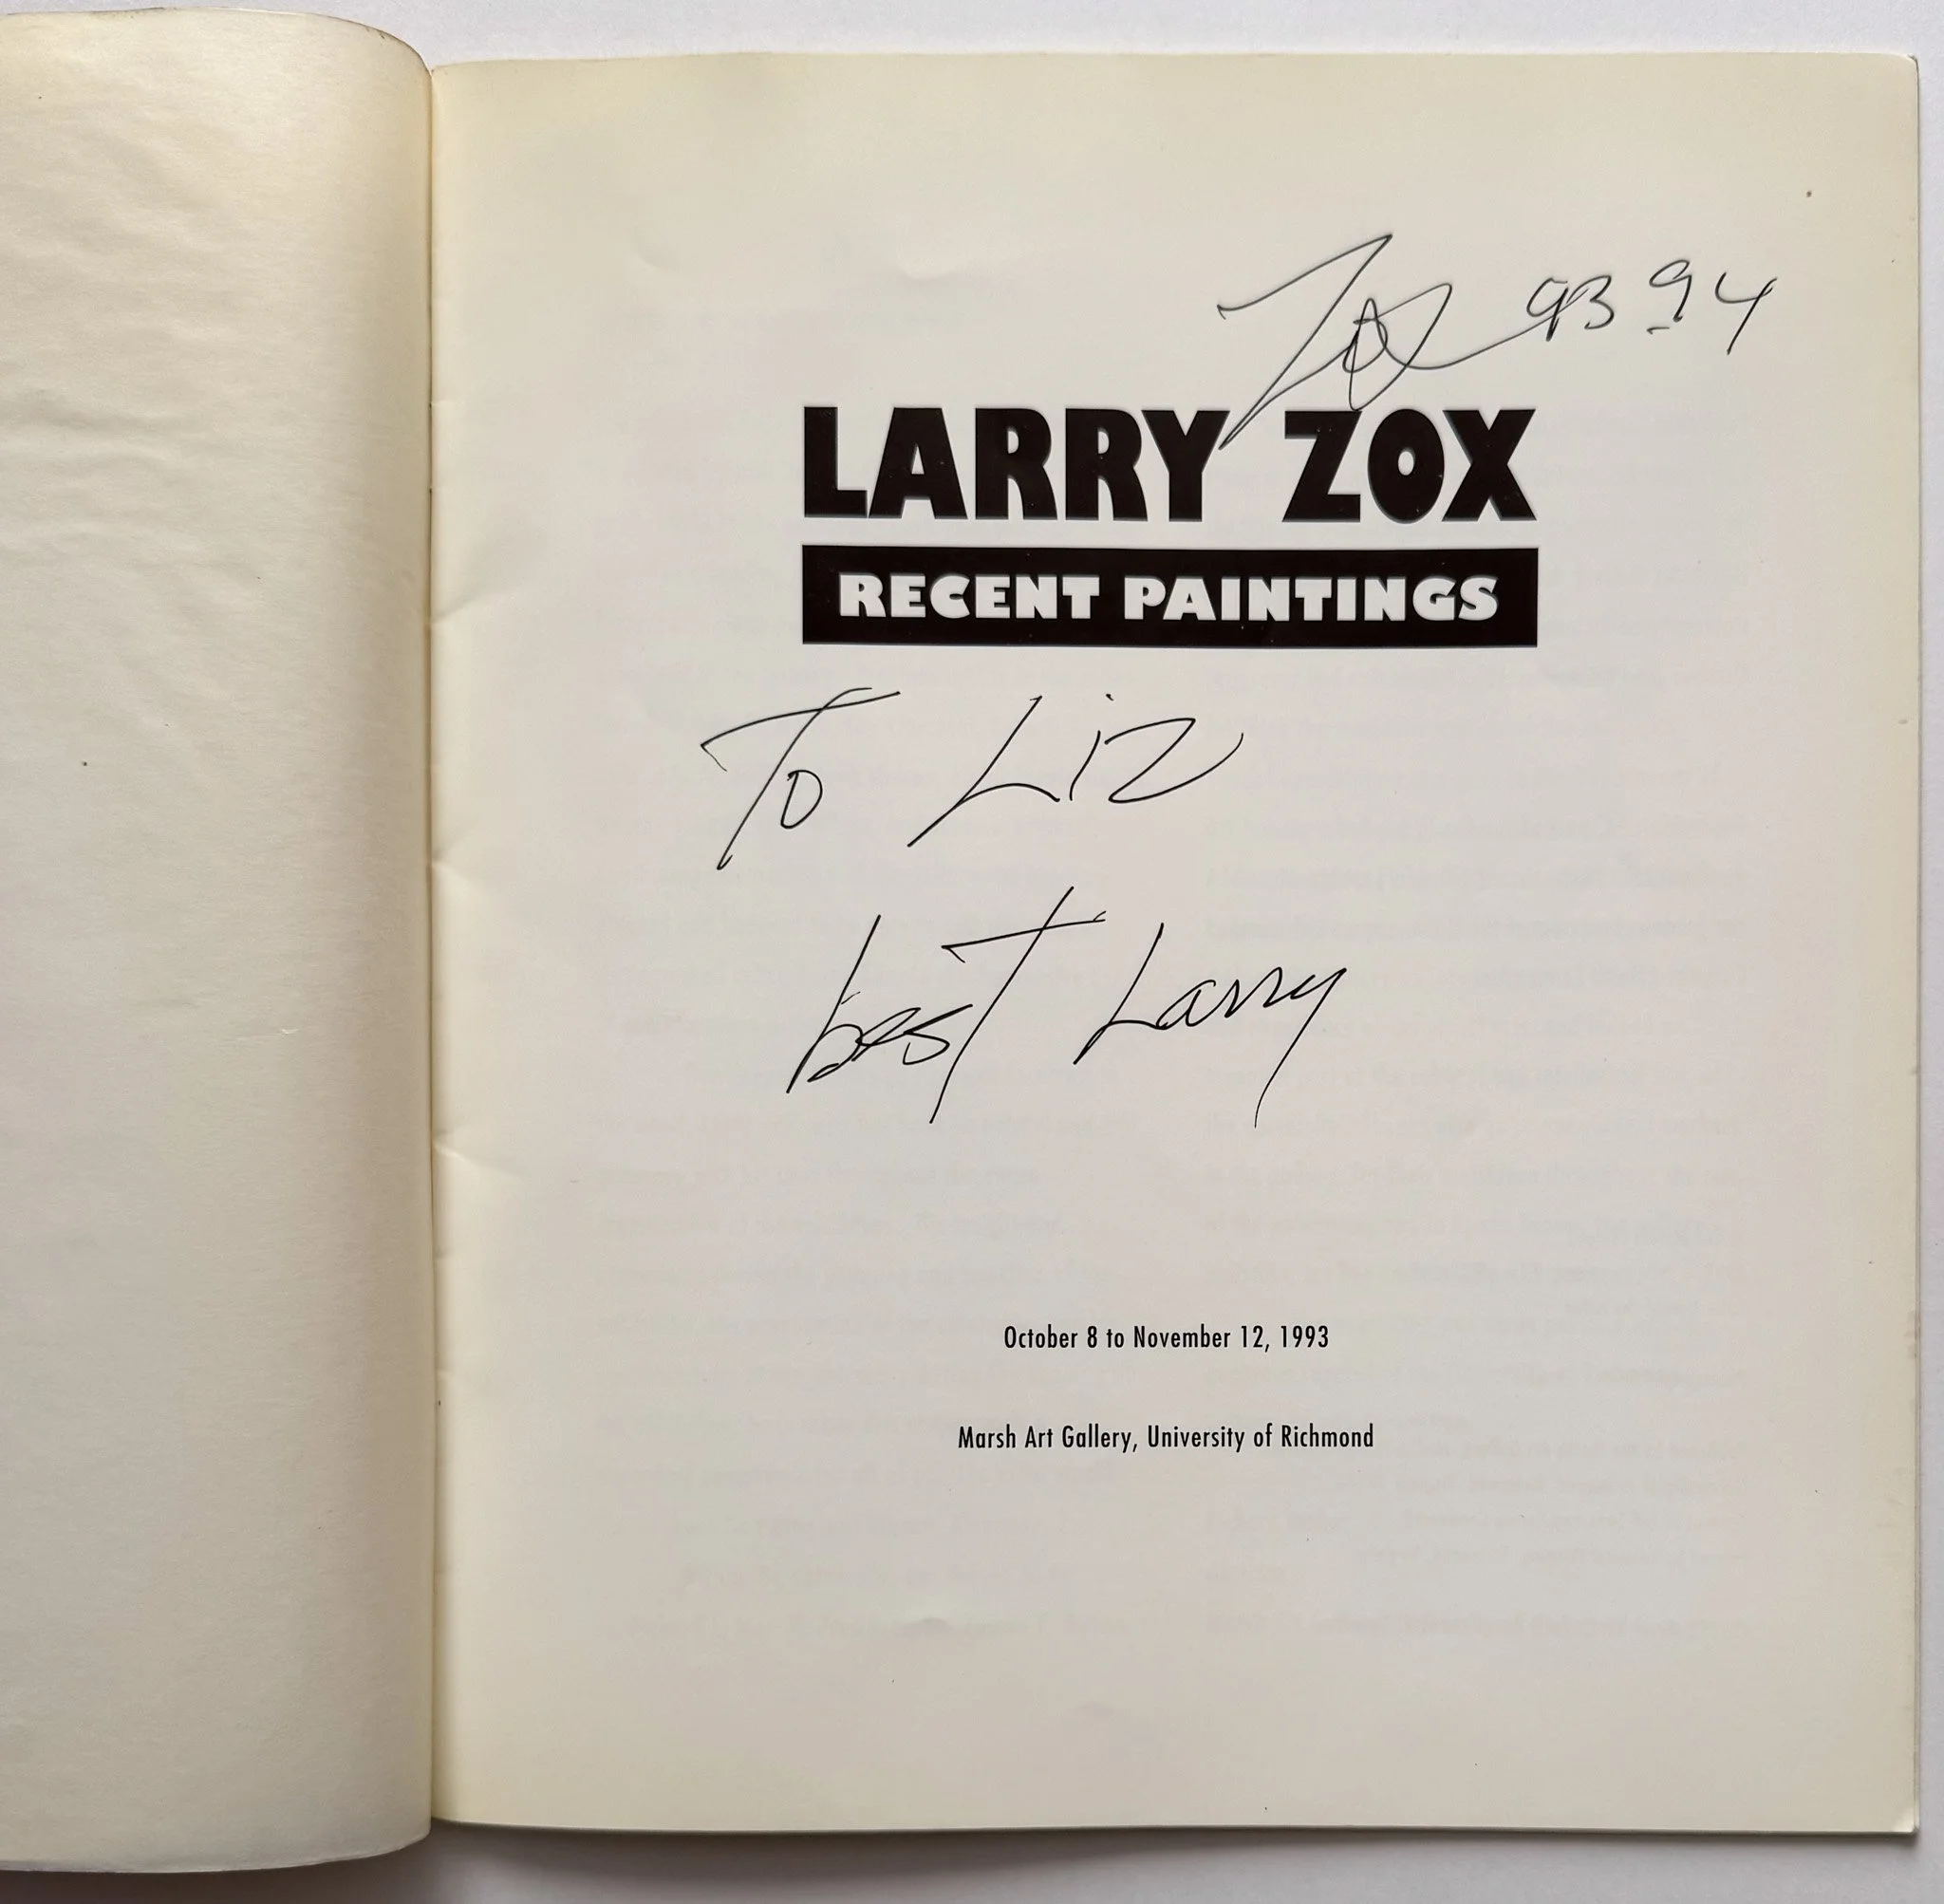 Zox 93 94
LARRY ZOX
RECENT PAINTINGS
To Liz
best Larry
October 8 to November 12, 1993
Marsh Art Gallery, University of Richmond